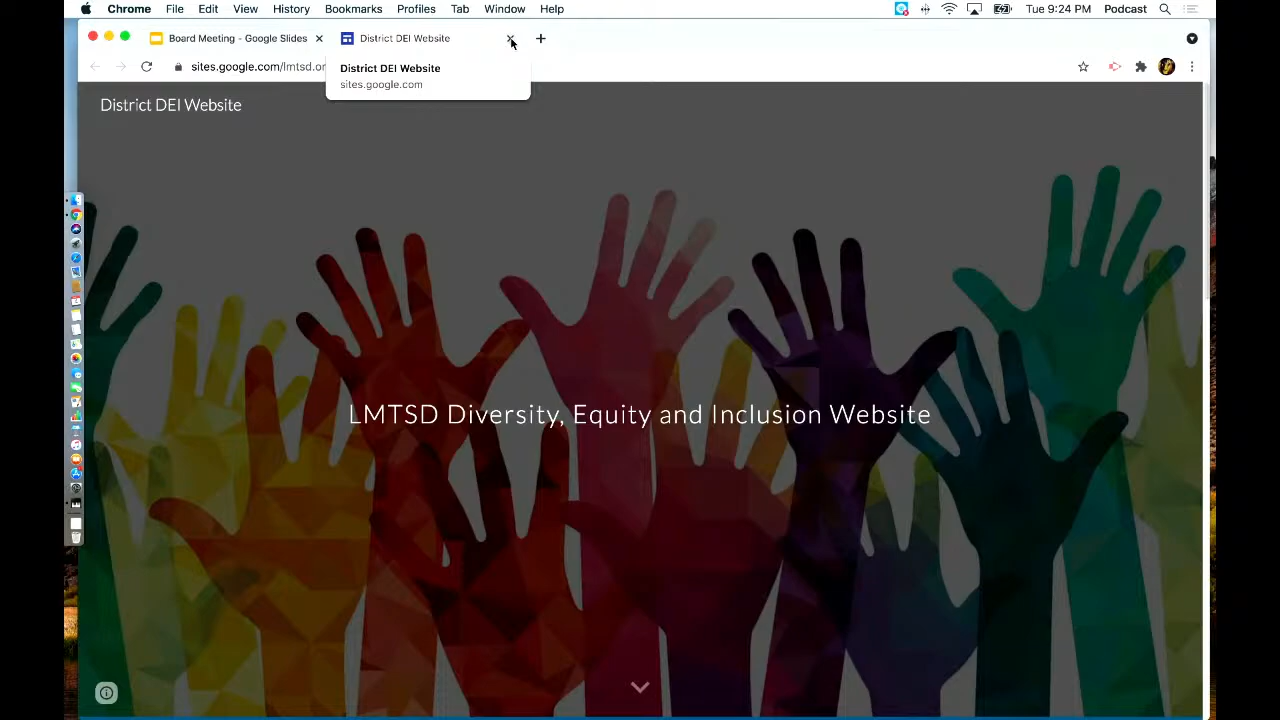 Chrome File Edit View History Bookmarks Profiles Tab Window Help Tue 9:24 PM Podcast
Board Meeting - Google Slides District DEI Website
sites.google.com/lmtsd.or
District DEI Website
sites.google.com
District DEI Website
LMTSD Diversity, Equity and Inclusion Website